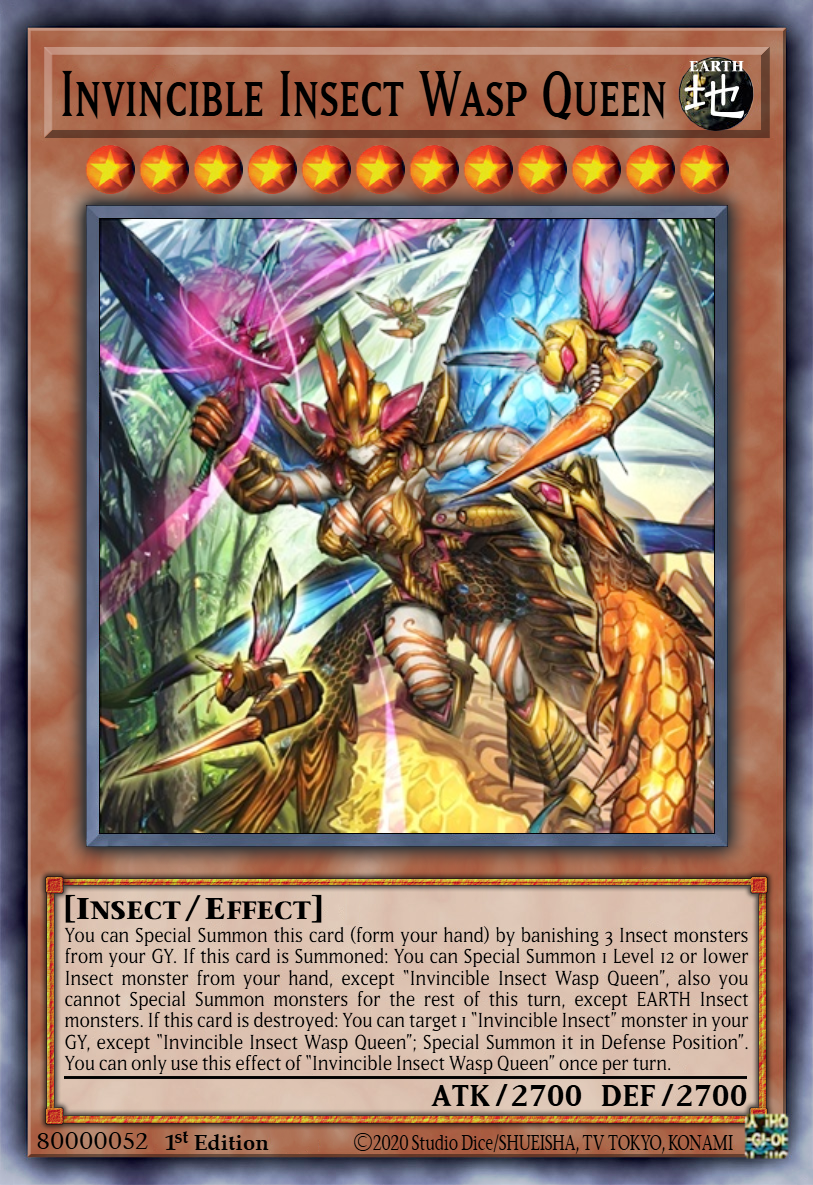 Invincible Insect Wasp Queen
EARTH
地
[Insect/Effect]
You can Special Summon this card (form your hand) by banishing 3 Insect monsters
from your GY. If this card is Summoned: You can Special Summon 1 Level 12 or lower
Insect monster from your hand, except "Invincible Insect Wasp Queen", also you
cannot Special Summon monsters for the rest of this turn, except EARTH Insect
monsters. If this card is destroyed: You can target 1 "Invincible Insect" monster in your
GY, except "Invincible Insect Wasp Queen"; Special Summon it in Defense Position".
You can only use this effect of "Invincible Insect Wasp Queen" once per turn.
ATK/2700 DEF/2700
80000052 1st Edition ©2020 Studio Dice/SHUEISHA, TV TOKYO, KONAMI